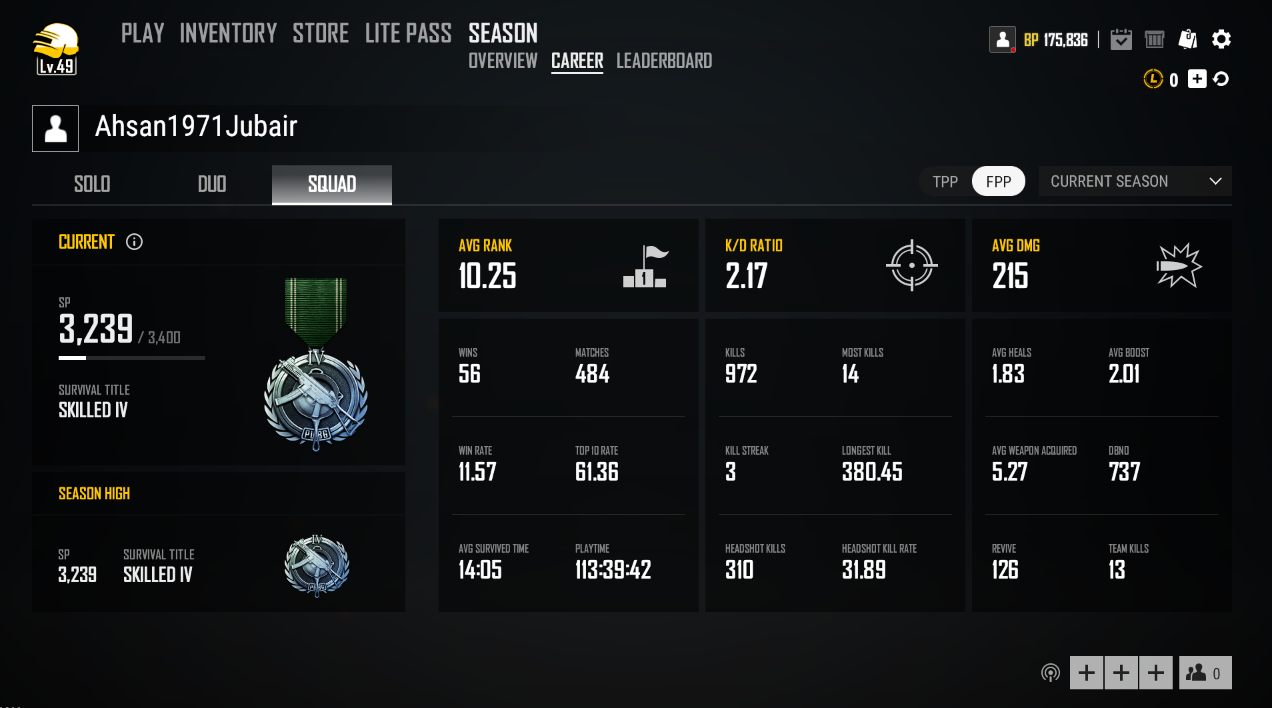 PLAY INVENTORY STORE LITE PASS SEASON
OVERVIEW CAREER LEADERBOARD
Lv.49
BP 175,836
L 0
Ahsan1971Jubair
SOLO DUO SQUAD
TPP FPP CURRENT SEASON
CURRENT
SP
3,239 / 3,400
SURVIVAL TITLE
SKILLED IV
IV
PUBG
SEASON HIGH
SP SURVIVAL TITLE
3,239 SKILLED IV
IV
PUBG
AVG RANK
10.25
1
WINS MATCHES
56 484
WIN RATE TOP 10 RATE
11.57 61.36
AVG SURVIVED TIME PLAYTIME
14:05 113:39:42
K/D RATIO
2.17
KILLS MOST KILLS
972 14
KILL STREAK LONGEST KILL
3 380.45
HEADSHOT KILLS HEADSHOT KILL RATE
310 31.89
AVG DMG
215
AVG HEALS AVG BOOST
1.83 2.01
AVG WEAPON ACQUIRED DBNO
5.27 737
REVIVE TEAM KILLS
126 13
0